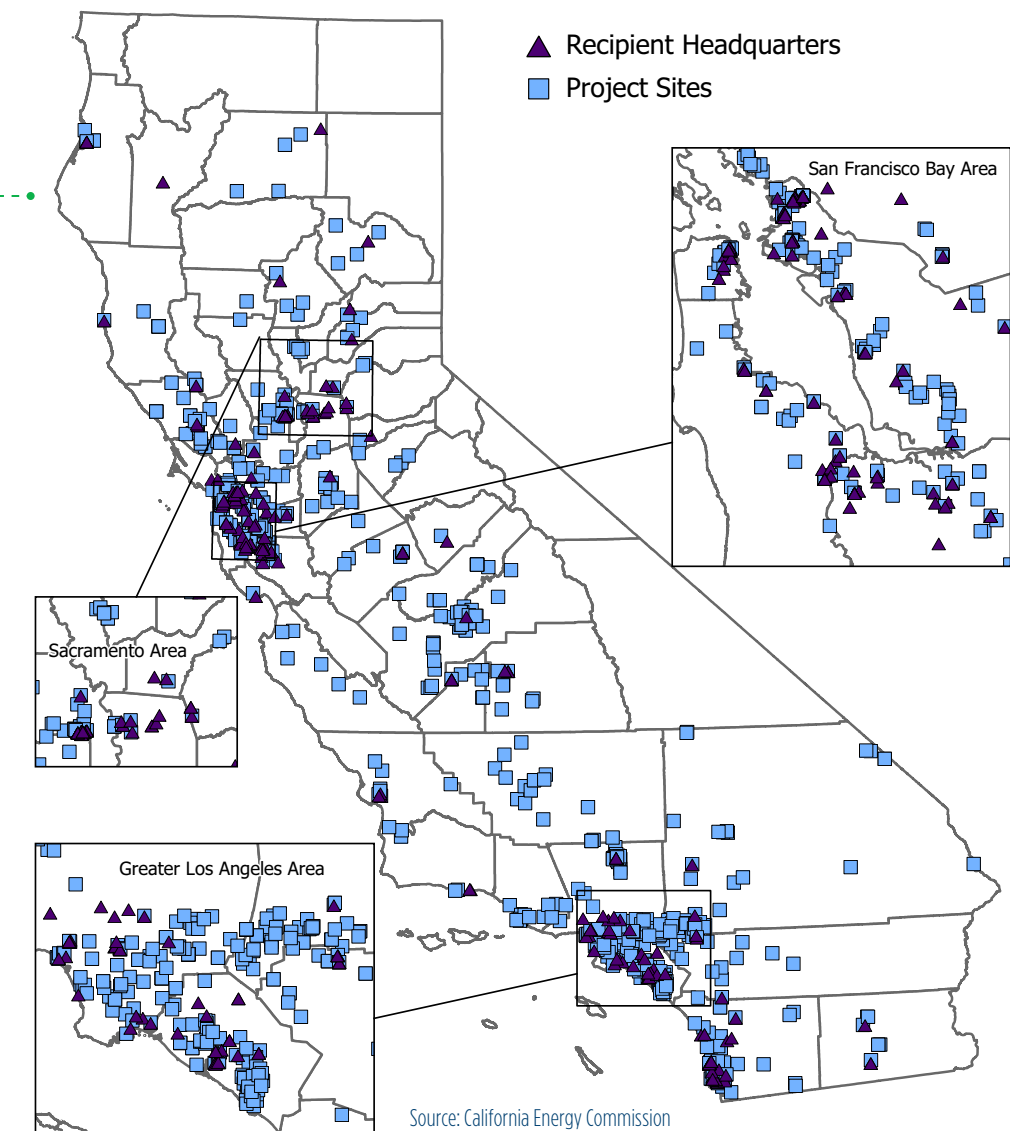 Recipient Headquarters
Project Sites
San Francisco Bay Area
Sacramento Area
Greater Los Angeles Area
Source: California Energy Commission